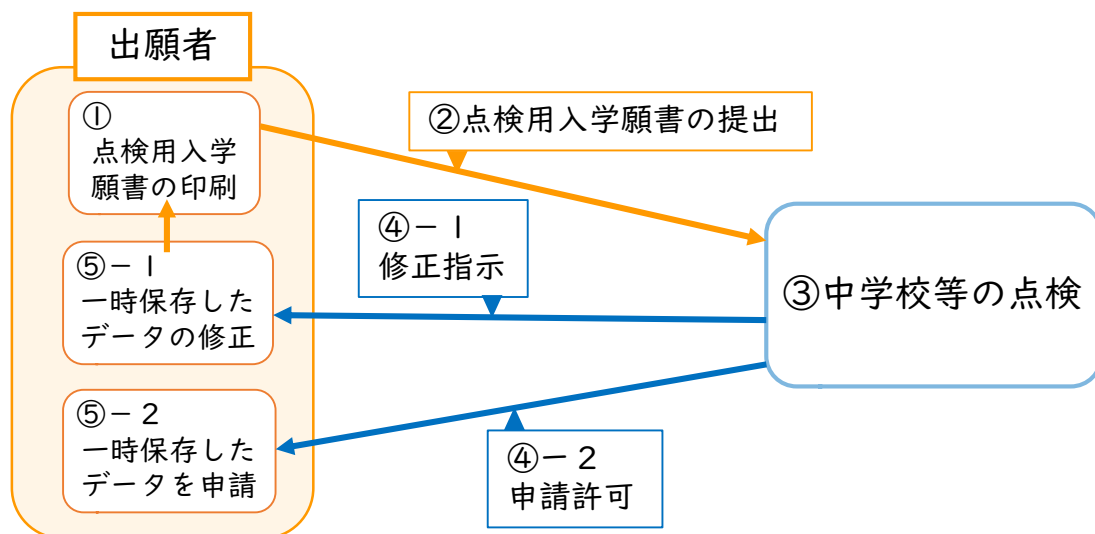 出願者
①
点検用入学
願書の印刷
②点検用入学願書の提出
③中学校等の点検
④－１
修正指示
⑤－１
一時保存した
データの修正
④－２
申請許可
⑤－２
一時保存した
データを申請